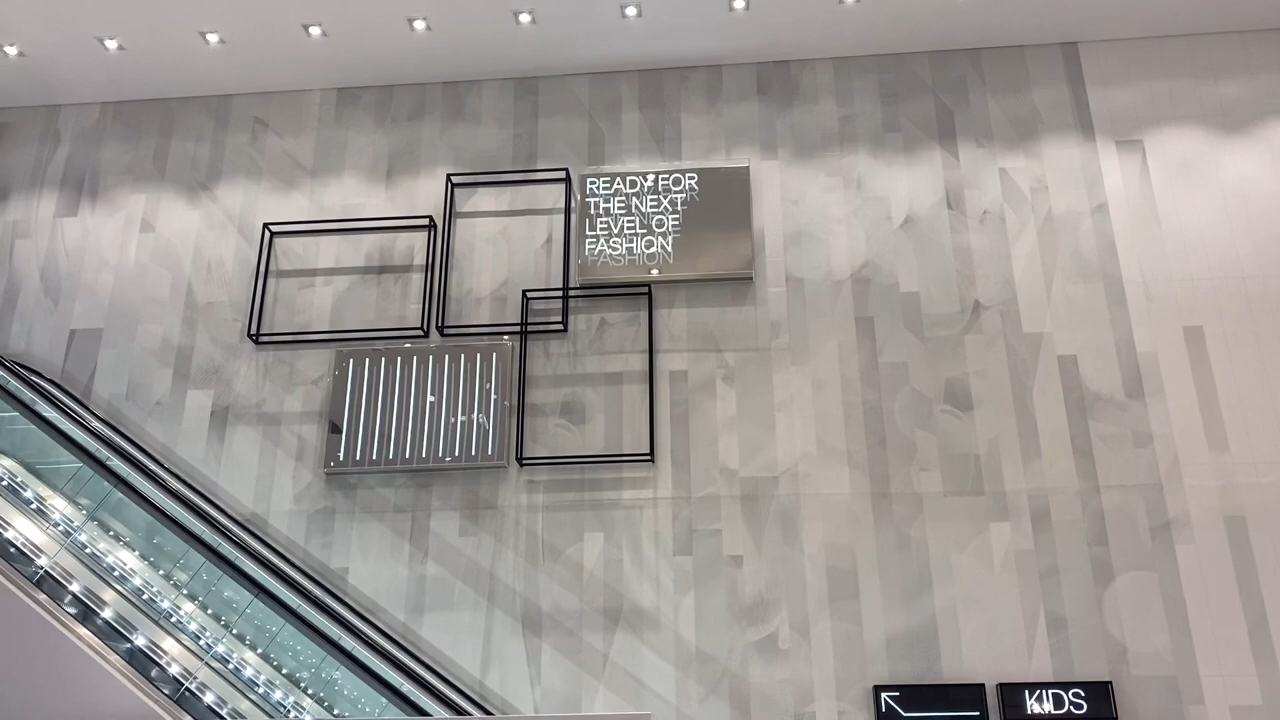 READY FOR
THE NEXT
LEVEL OF
FASHION
KIDS